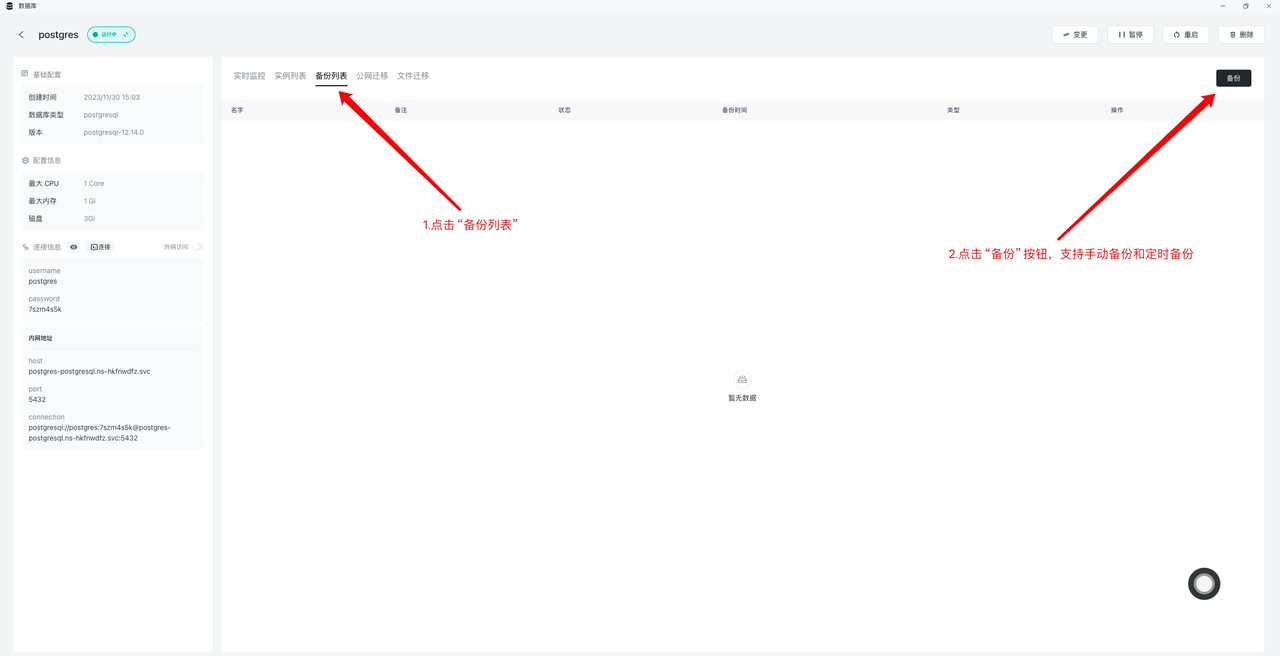 数据库
postgres
运行中
变更
暂停
重启
删除
基础配置
创建时间 2023/11/30 15:03
数据库类型 postgresql
版本 postgresql-12.14.0
配置信息
最大 CPU 1 Core
最大内存 1 Gi
磁盘 3Gi
连接信息 连接 外网访问
username
postgres
password
7szm4s5k
内网地址
host
postgres-postgresql.ns-hkfnwdfz.svc
port
5432
connection
postgresql://postgres:7szm4s5k@postgres-
postgresql.ns-hkfnwdfz.svc:5432
实时监控 实例列表 备份列表 公网迁移 文件迁移
备份
名字 备注 状态 备份时间 类型 操作
1.点击“备份列表”
2.点击“备份”按钮，支持手动备份和定时备份
暂无数据